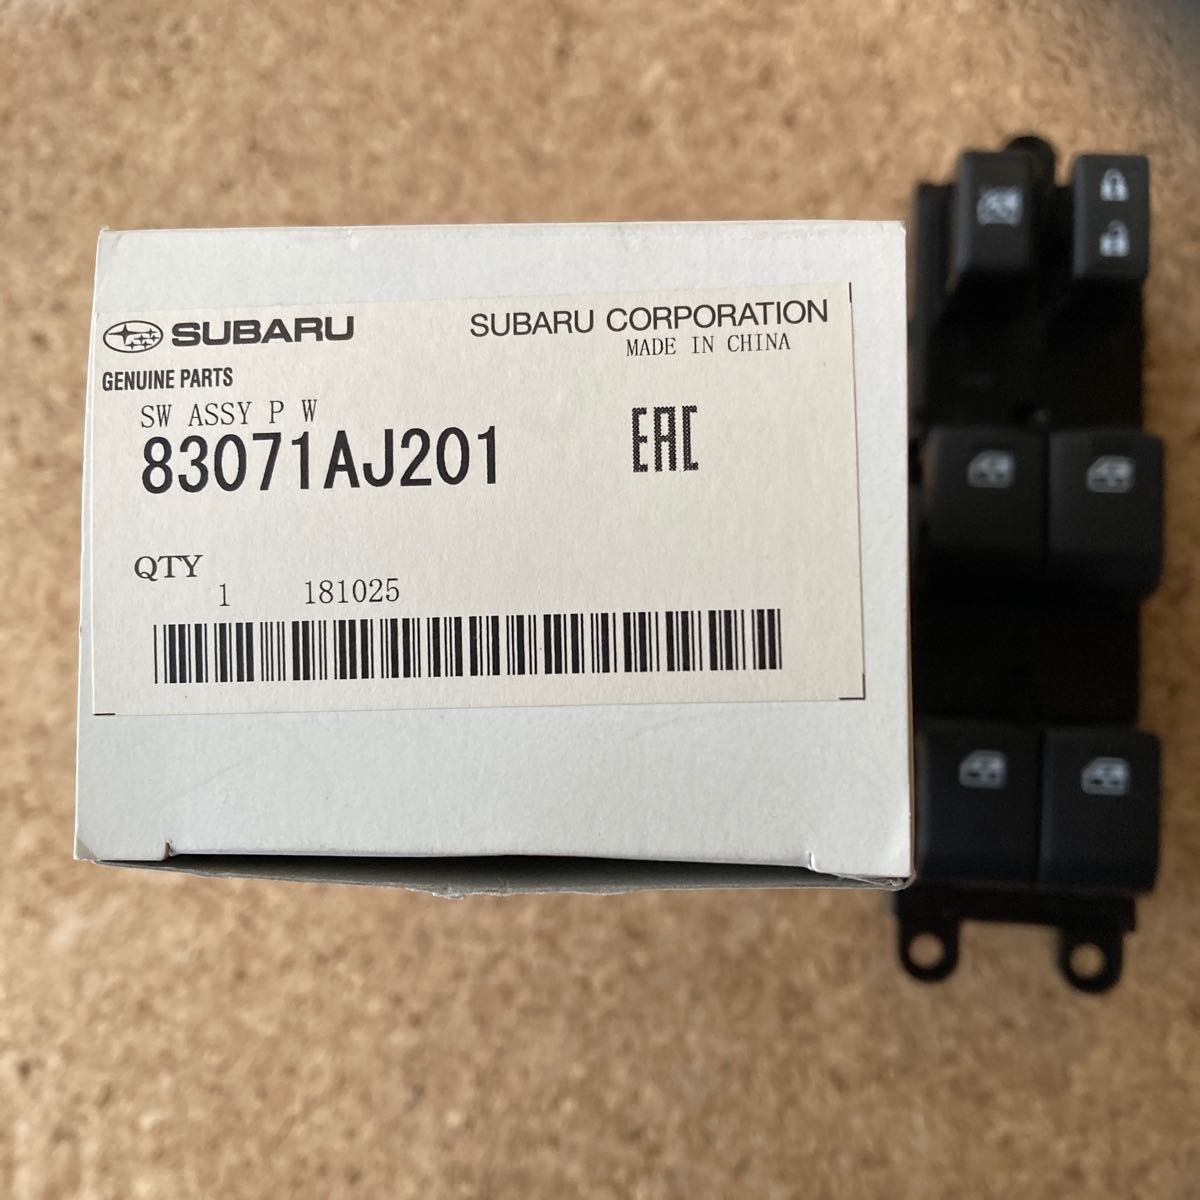 SUBARU
SUBARU CORPORATION
MADE IN CHINA
GENUINE PARTS
SW ASSY P W
83071AJ201
EAC
QTY
1 181025